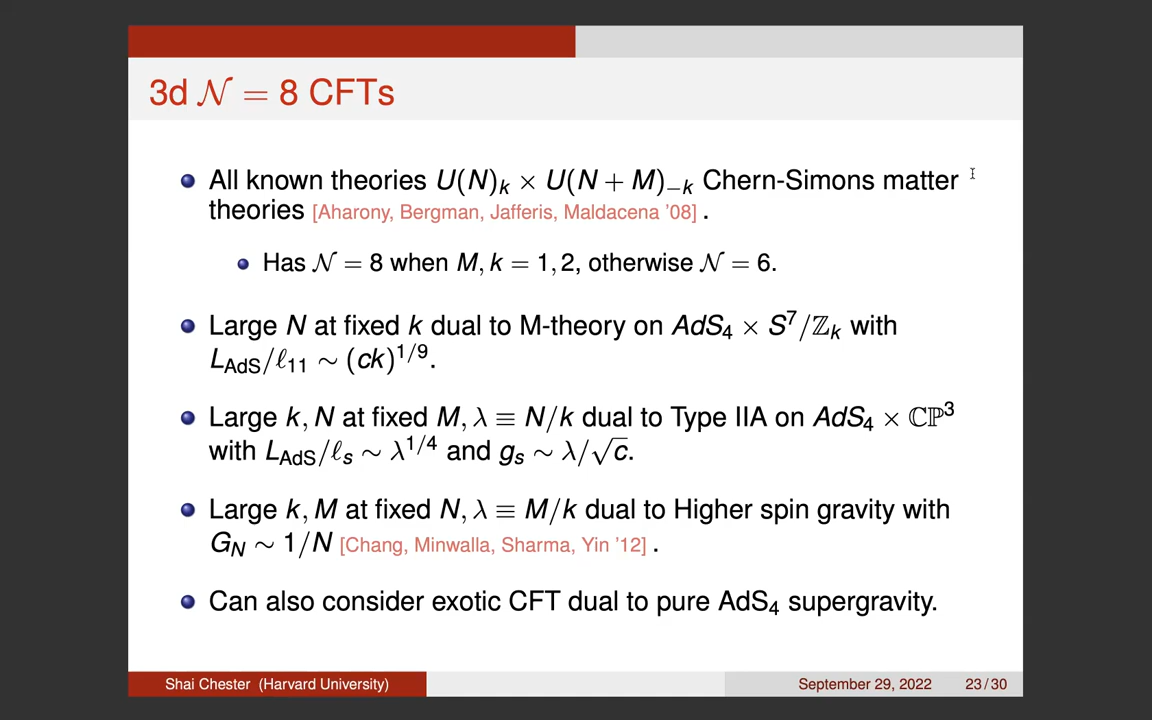 3d 𝒩 = 8 CFTs
All known theories U(N)ₖ × U(N + M)₋ₖ Chern-Simons matter
theories [Aharony, Bergman, Jafferis, Maldacena '08] .
Has 𝒩 = 8 when M, k = 1, 2, otherwise 𝒩 = 6.
Large N at fixed k dual to M-theory on AdS₄ × S⁷/ℤₖ with
L_AdS/ℓ₁₁ ∼ (ck)^1/9.
Large k, N at fixed M, λ ≡ N/k dual to Type IIA on AdS₄ × ℂℙ³
with L_AdS/ℓₛ ∼ λ^1/4 and gₛ ∼ λ/√c.
Large k, M at fixed N, λ ≡ M/k dual to Higher spin gravity with
G_N ∼ 1/N [Chang, Minwalla, Sharma, Yin '12] .
Can also consider exotic CFT dual to pure AdS₄ supergravity.
Shai Chester (Harvard University) September 29, 2022 23 / 30